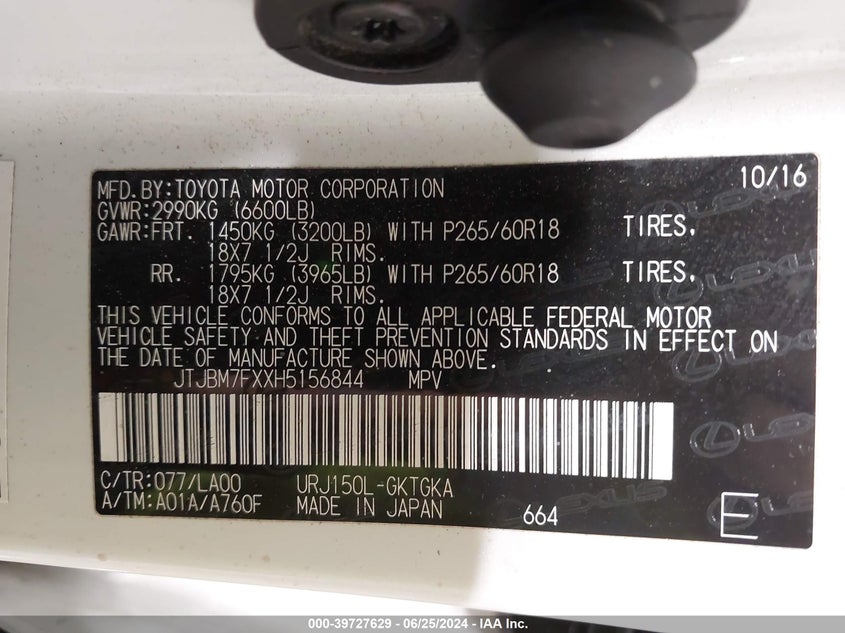 MFD.BY:TOYOTA MOTOR CORPORATION 10/16
GVWR:2990KG (6600LB)
GAWR:FRT. 1450KG (3200LB) WITH P265/60R18 TIRES,
18X7 1/2J RIMS.
RR. 1795KG (3965LB) WITH P265/60R18 TIRES,
18X7 1/2J RIMS.
THIS VEHICLE CONFORMS TO ALL APPLICABLE FEDERAL MOTOR
VEHICLE SAFETY AND THEFT PREVENTION STANDARDS IN EFFECT ON
THE DATE OF MANUFACTURE SHOWN ABOVE.
JTJBM7FXXH5156844 MPV
LEXUS
C/TR:077/LA00 URJ150L-GKTGKA
A/TM:A01A/A760F MADE IN JAPAN 664 E
000-39727629 - 06/25/2024 - IAA Inc.